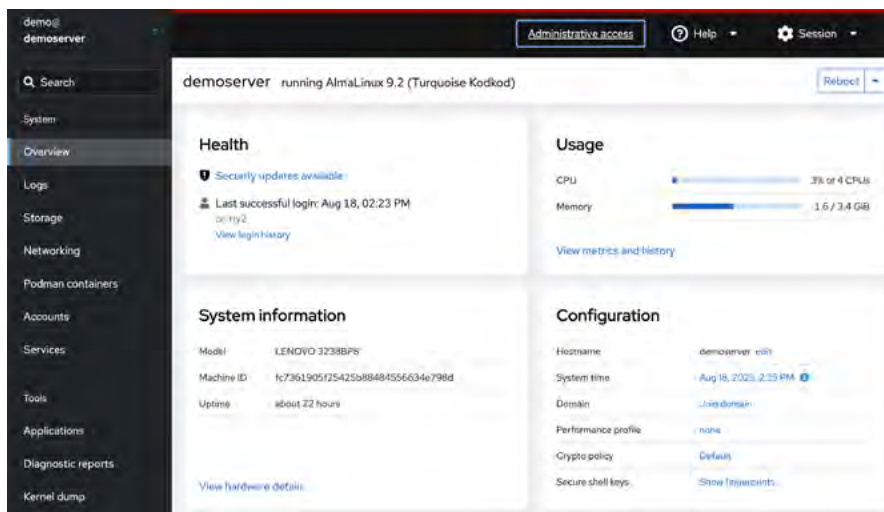 demo@
demoserver
Administrative access
Help
Session
Search
System
Overview
Logs
Storage
Networking
Podman containers
Accounts
Services
Tools
Applications
Diagnostic reports
Kernel dump
demoserver running AlmaLinux 9.2 (Turquoise Kodkod)
Reboot
Health
Security updates available
Last successful login: Aug 18, 02:23 PM
on tty2
View login history
Usage
CPU 3% of 4 CPUs
Memory 1.6 / 3.4 GiB
View metrics and history
System information
Model LENOVO
Machine ID
Uptime about 22 hours
View hardware details
Configuration
Hostname demoserver edit
System time Aug 18, 2023, 2:35 PM
Domain Join domain
Performance profile none
Crypto policy Default
Secure shell keys Show fingerprints